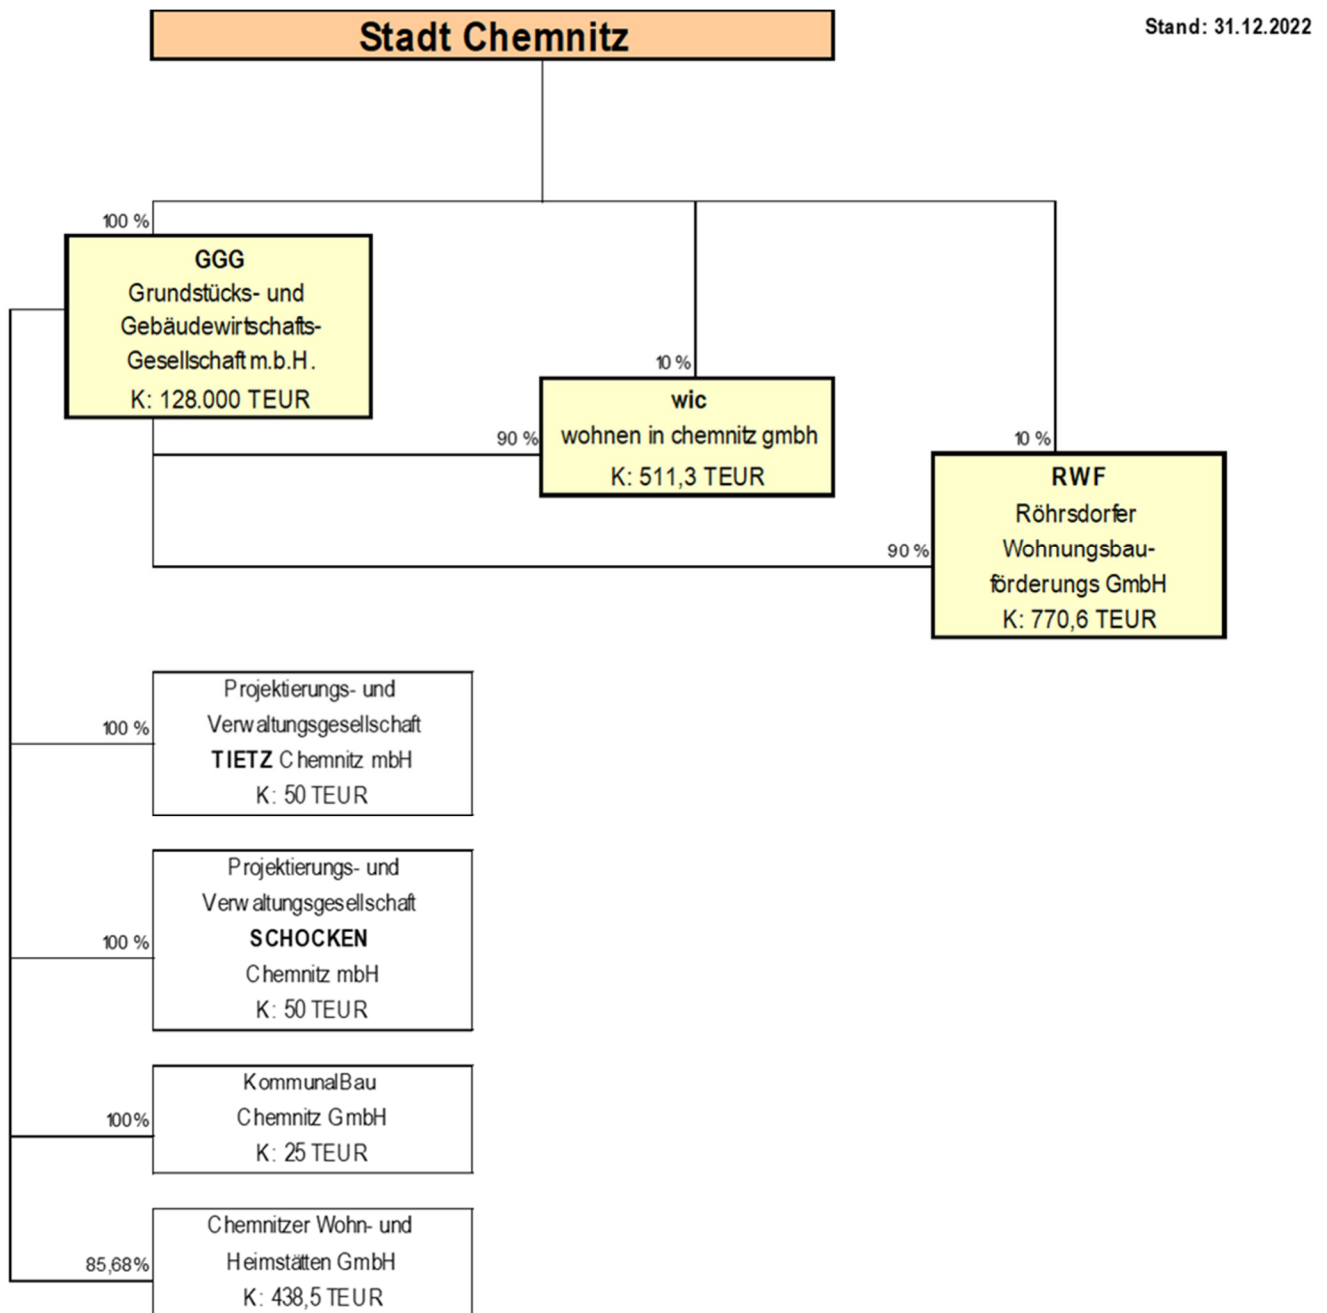 Stadt Chemnitz
Stand: 31.12.2022
100 %
GGG
Grundstücks- und
Gebäudewirtschafts-
Gesellschaft m.b.H.
K: 128.000 TEUR
10 %
wic
90 %
wohnen in chemnitz gmbh
K: 511,3 TEUR
10 %
RWF
Röhrsdorfer
Wohnungsbau-
90 %
förderungs GmbH
K: 770,6 TEUR
Projektierungs- und
Verwaltungsgesellschaft
100 %
TIETZ Chemnitz mbH
K: 50 TEUR
Projektierungs- und
Verwaltungsgesellschaft
SCHOCKEN
100 %
Chemnitz mbH
K: 50 TEUR
KommunalBau
Chemnitz GmbH
100%
K: 25 TEUR
Chemnitzer Wohn- und
Heimstätten GmbH
85,68%
K: 438,5 TEUR